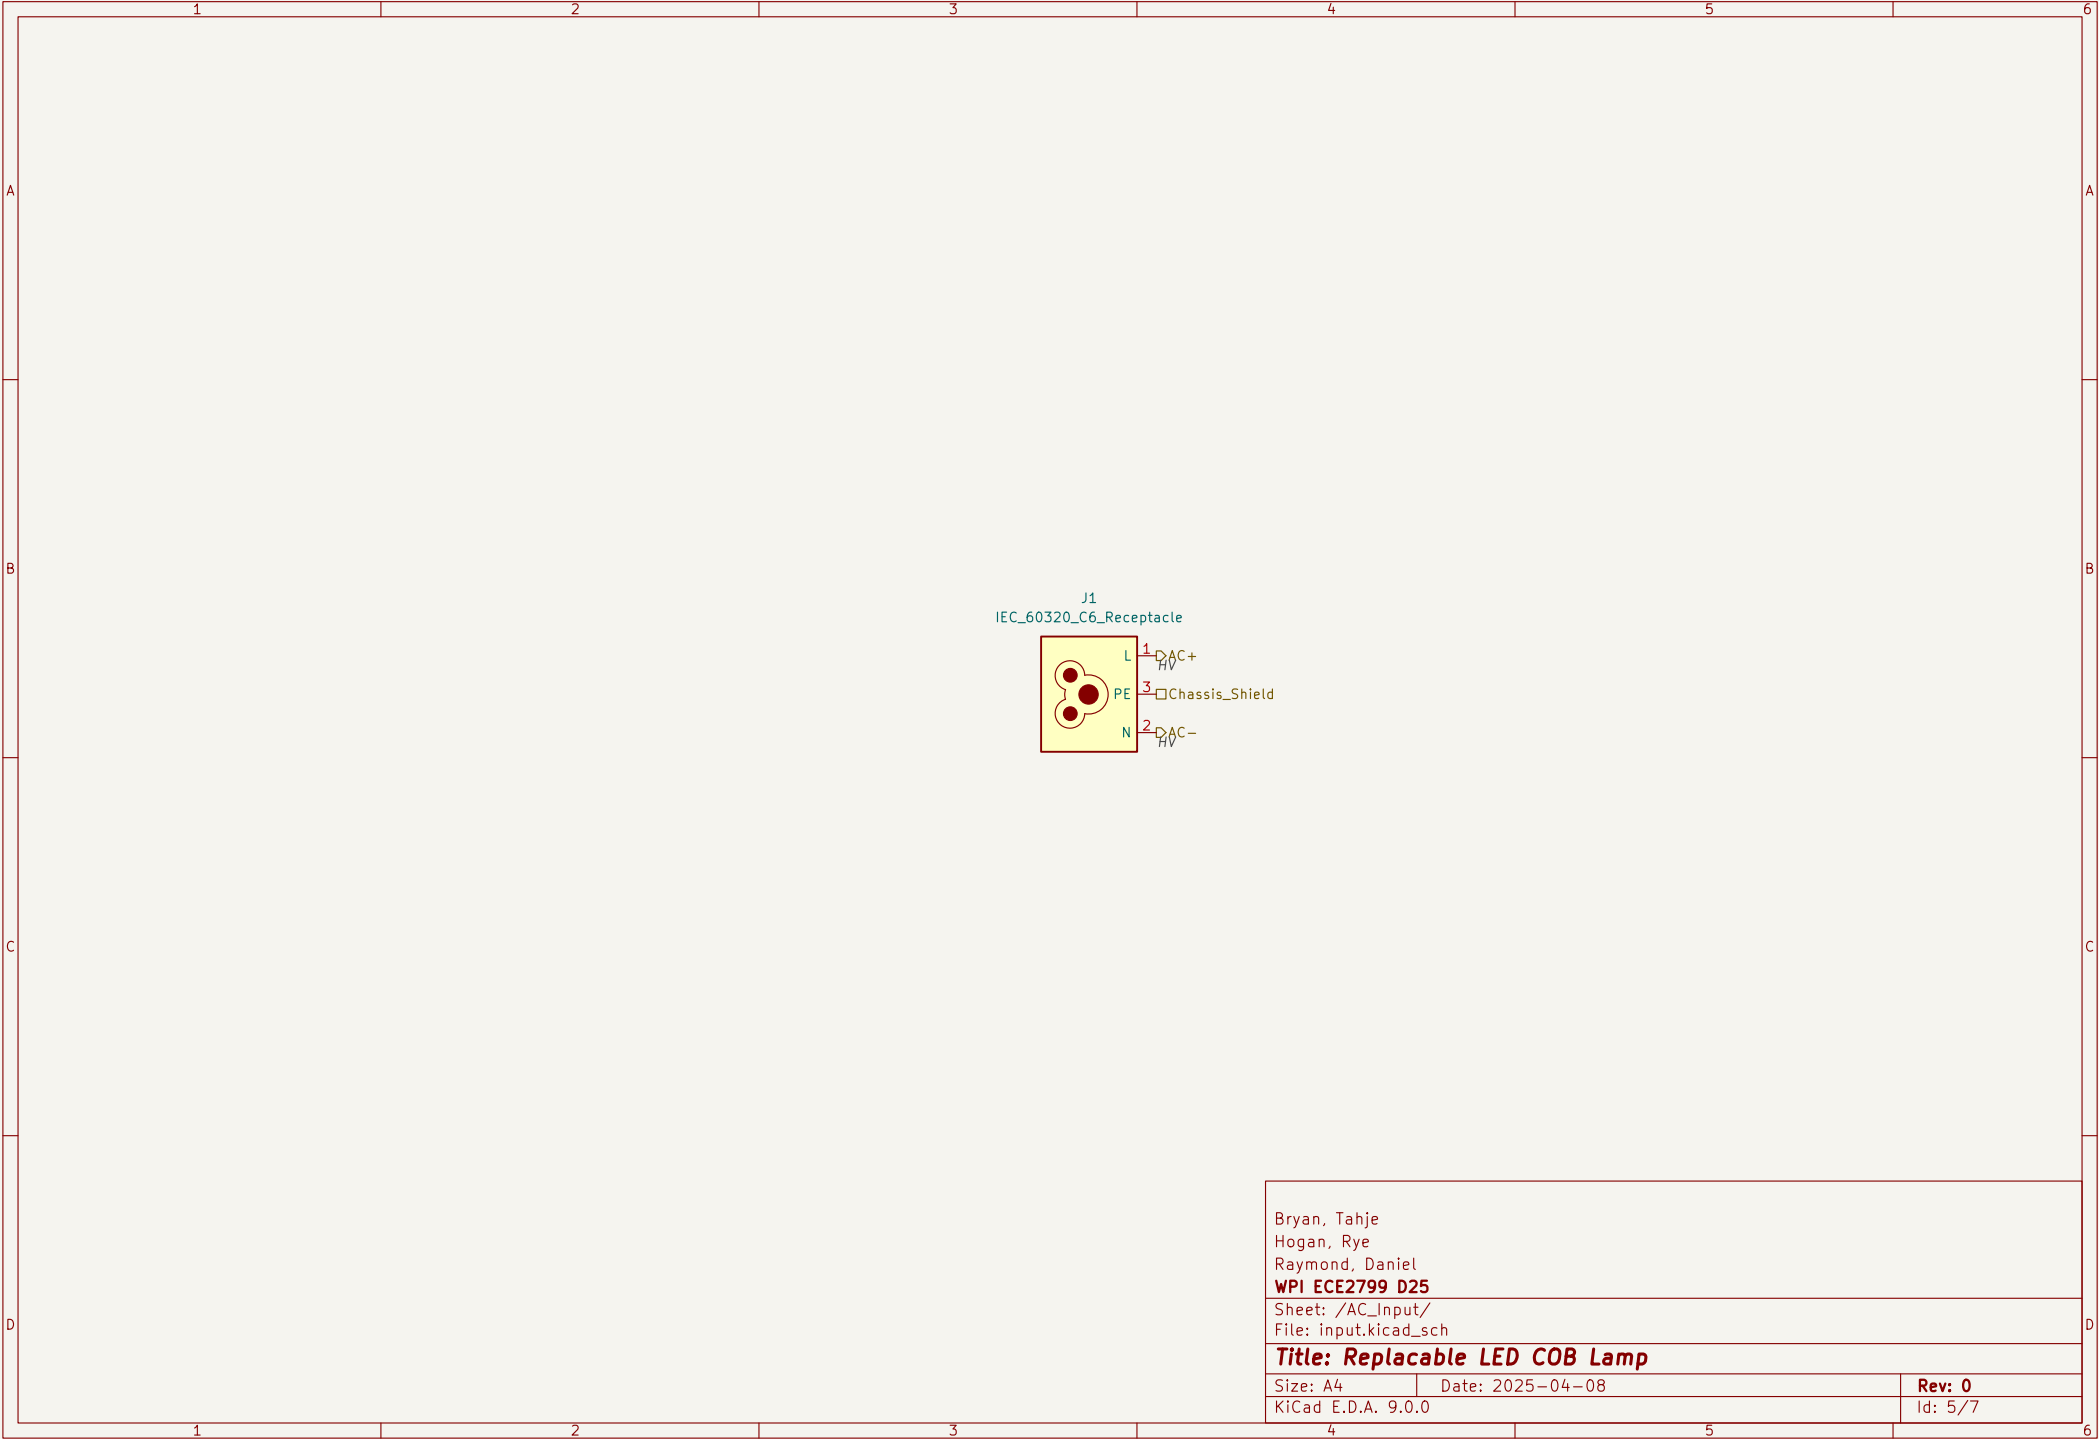 1 2 3 4 5 6
A A
B B
J1
IEC_60320_C6_Receptacle
L 1 AC+
HV
PE 3 Chassis_Shield
N 2 AC-
HV
C C
Bryan, Tahje
Hogan, Rye
Raymond, Daniel
WPI ECE2799 D25
Sheet: /AC_Input/
File: input.kicad_sch
D D
Title: Replacable LED COB Lamp
Size: A4 Date: 2025-04-08 Rev: 0
KiCad E.D.A. 9.0.0 Id: 5/7
1 2 3 4 5 6